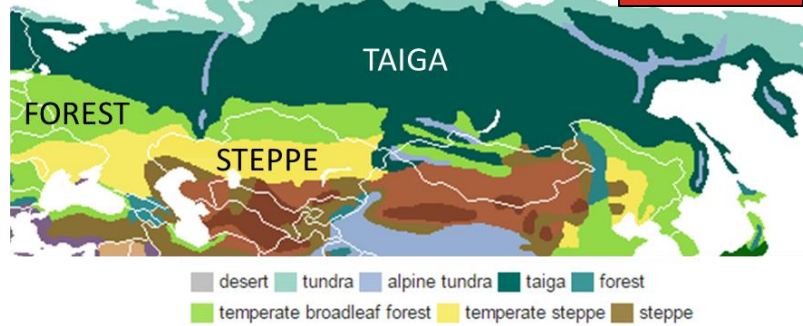 TAIGA
FOREST
STEPPE
desert tundra alpine tundra taiga forest
temperate broadleaf forest temperate steppe steppe